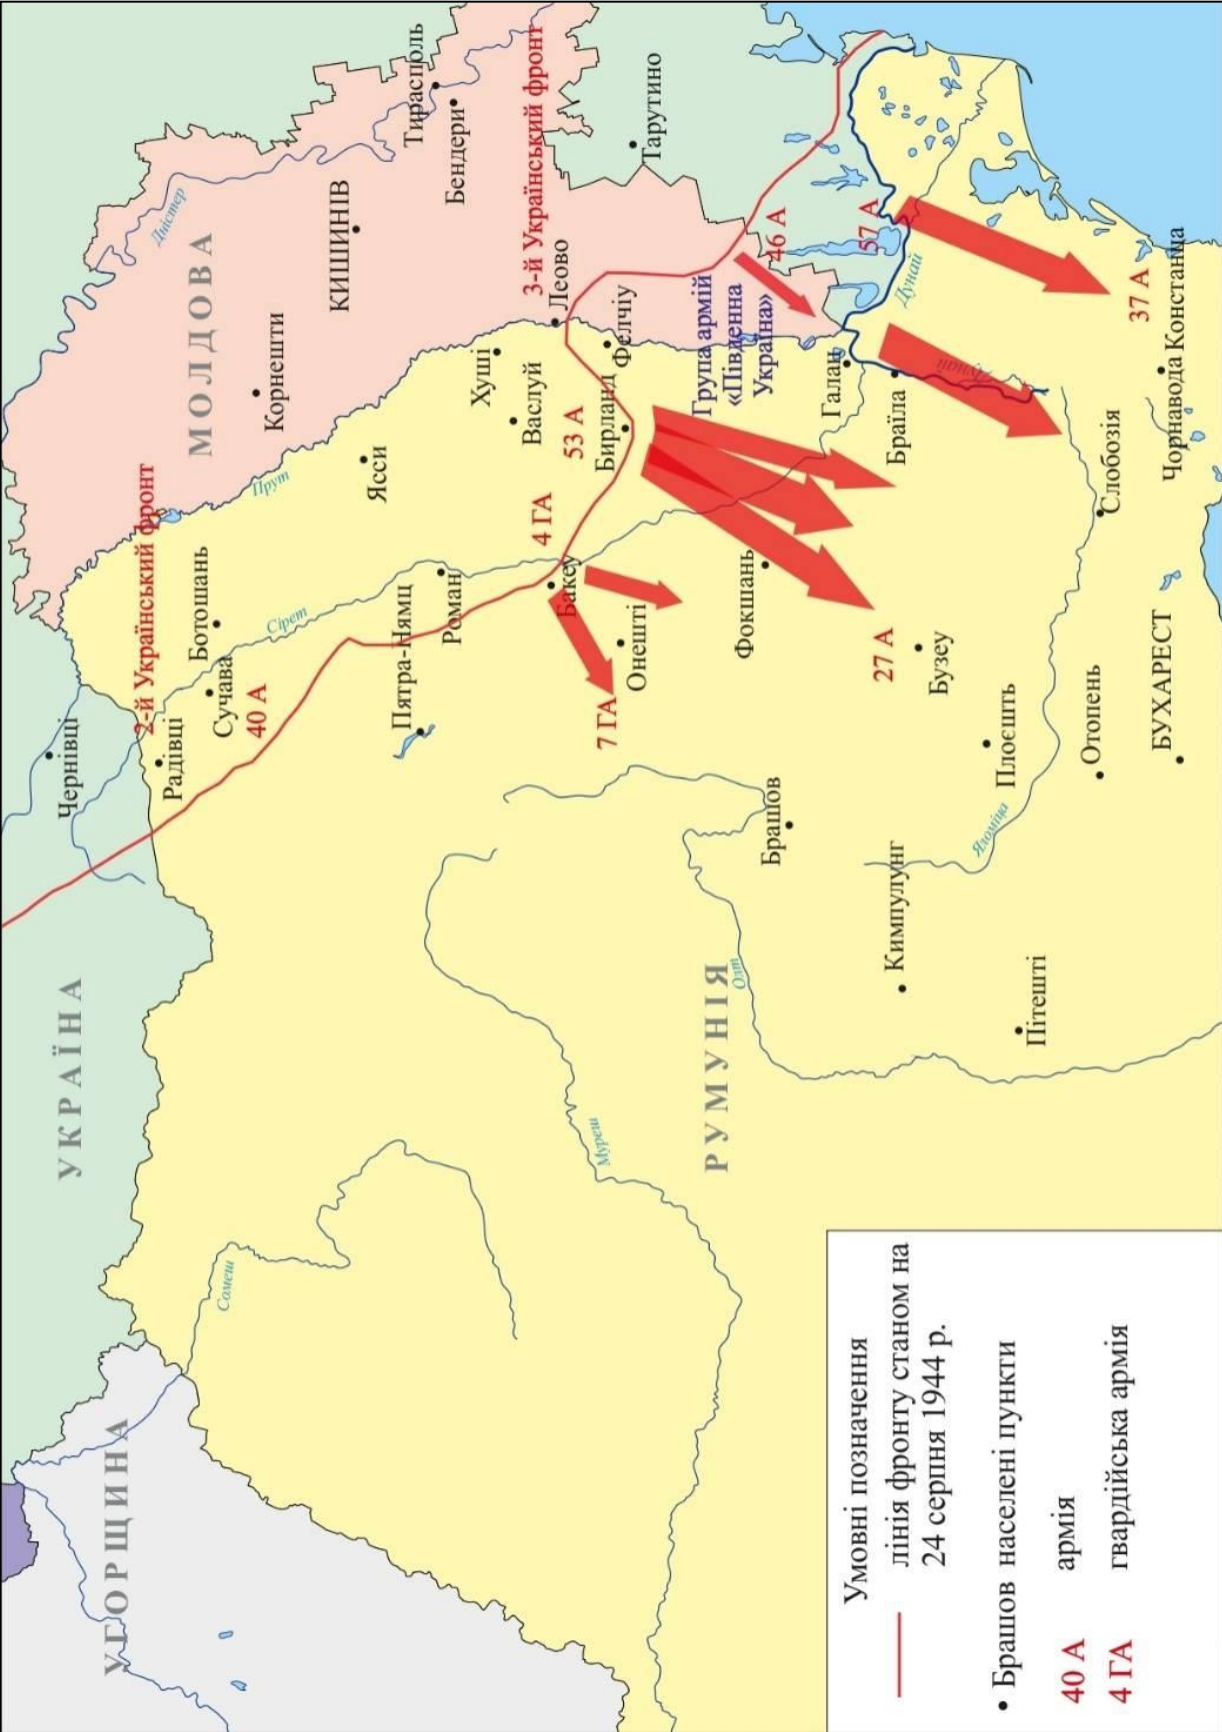 УКРАЇНА
УГОРЩИНА
МОЛДОВА
РУМУНІЯ
2-й Український фронт
3-й Український фронт
Група армій
«Південна
Україна»
Чернівці
Радівці
Сучава
40 А
Ботошань
Сірет
Прут
Дністер
Корнешти
КИШИНІВ
Тирасполь
Бендери
Тарутино
Леово
Ясси
Хуші
Васлуй
Фелчіу
Бирлад
53 А
4 ГА
Пятра-Нямц
Роман
Бакеу
Онешті
7 ГА
46 А
57 А
37 А
27 А
Галац
Браїла
Дунай
Дунай
Фокшань
Бузеу
Слобозія
Чорнавода
Констанца
Плоєшть
Отопень
БУХАРЕСТ
Яломіца
Брашов
Кимпулунг
Пітешті
Олт
Муреш
Сомеш
Умовні позначення
лінія фронту станом на
24 серпня 1944 р.
Брашов населені пункти
40 А армія
4 ГА гвардійська армія